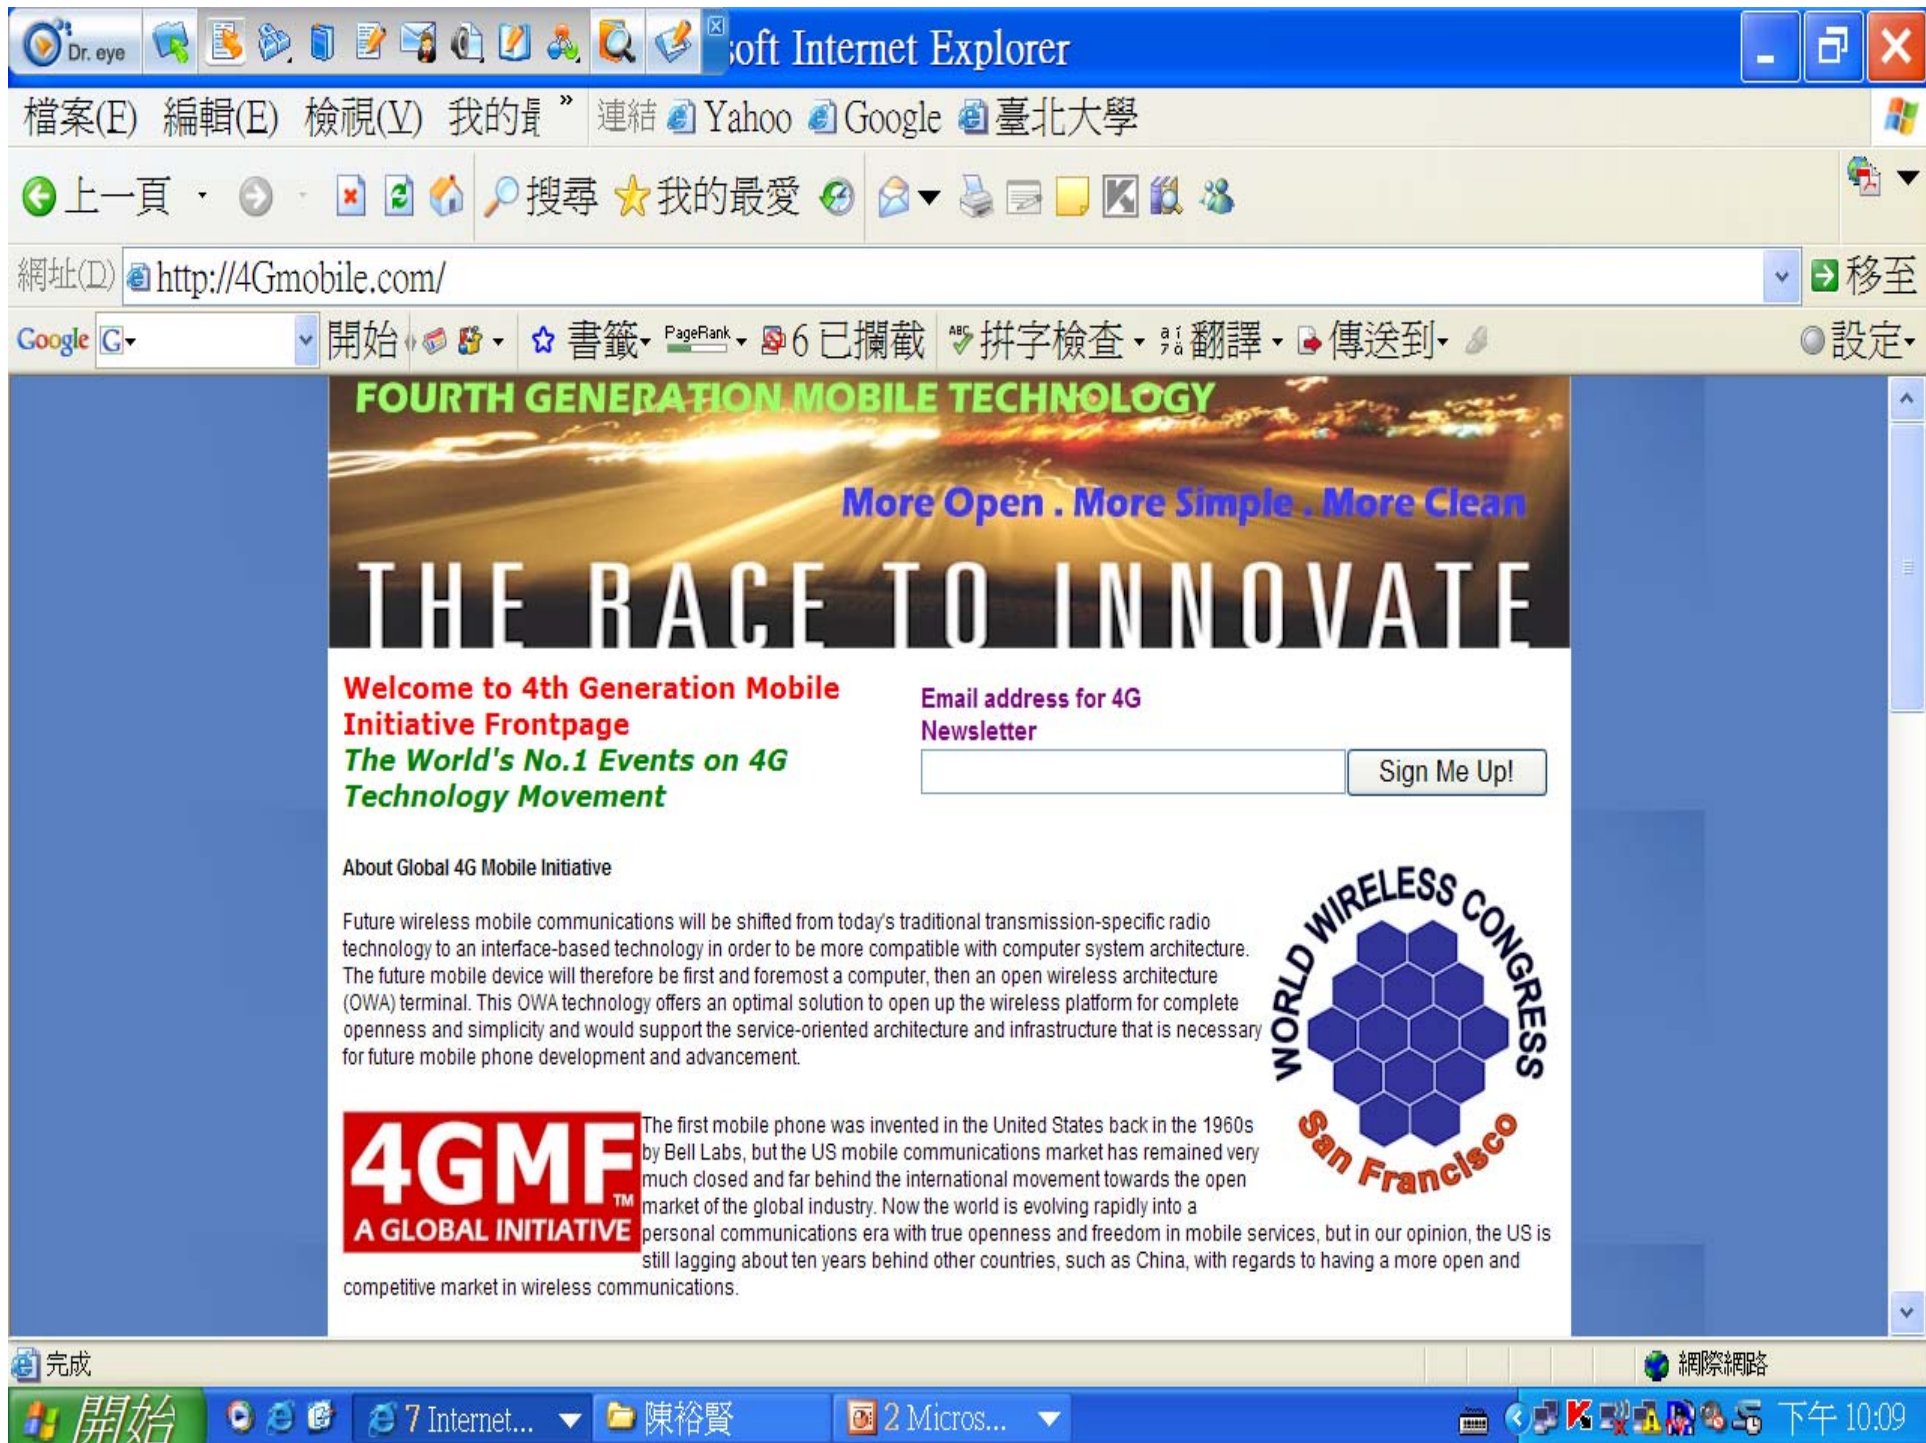 Dr. eye
soft Internet Explorer
檔案(F) 編輯(E) 檢視(V) 我的 » 連結 Yahoo Google 臺北大學
上一頁 搜尋 我的最愛
網址(D) http://4Gmobile.com/ 移至
Google G 開始 書籤 PageRank 6 已攔截 ABC 拼字檢查 翻譯 傳送到 設定
FOURTH GENERATION MOBILE TECHNOLOGY
More Open . More Simple . More Clean
THE RACE TO INNOVATE
Welcome to 4th Generation Mobile
Initiative Frontpage
The World's No.1 Events on 4G
Technology Movement
Email address for 4G
Newsletter
Sign Me Up!
About Global 4G Mobile Initiative
Future wireless mobile communications will be shifted from today's traditional transmission-specific radio
technology to an interface-based technology in order to be more compatible with computer system architecture.
The future mobile device will therefore be first and foremost a computer, then an open wireless architecture
(OWA) terminal. This OWA technology offers an optimal solution to open up the wireless platform for complete
openness and simplicity and would support the service-oriented architecture and infrastructure that is necessary
for future mobile phone development and advancement.
WORLD WIRELESS CONGRESS
San Francisco
4GMF™
A GLOBAL INITIATIVE
The first mobile phone was invented in the United States back in the 1960s
by Bell Labs, but the US mobile communications market has remained very
much closed and far behind the international movement towards the open
market of the global industry. Now the world is evolving rapidly into a
personal communications era with true openness and freedom in mobile services, but in our opinion, the US is
still lagging about ten years behind other countries, such as China, with regards to having a more open and
competitive market in wireless communications.
完成 網際網路
開始 7 Internet... 陳裕賢 2 Micros... 下午 10:09